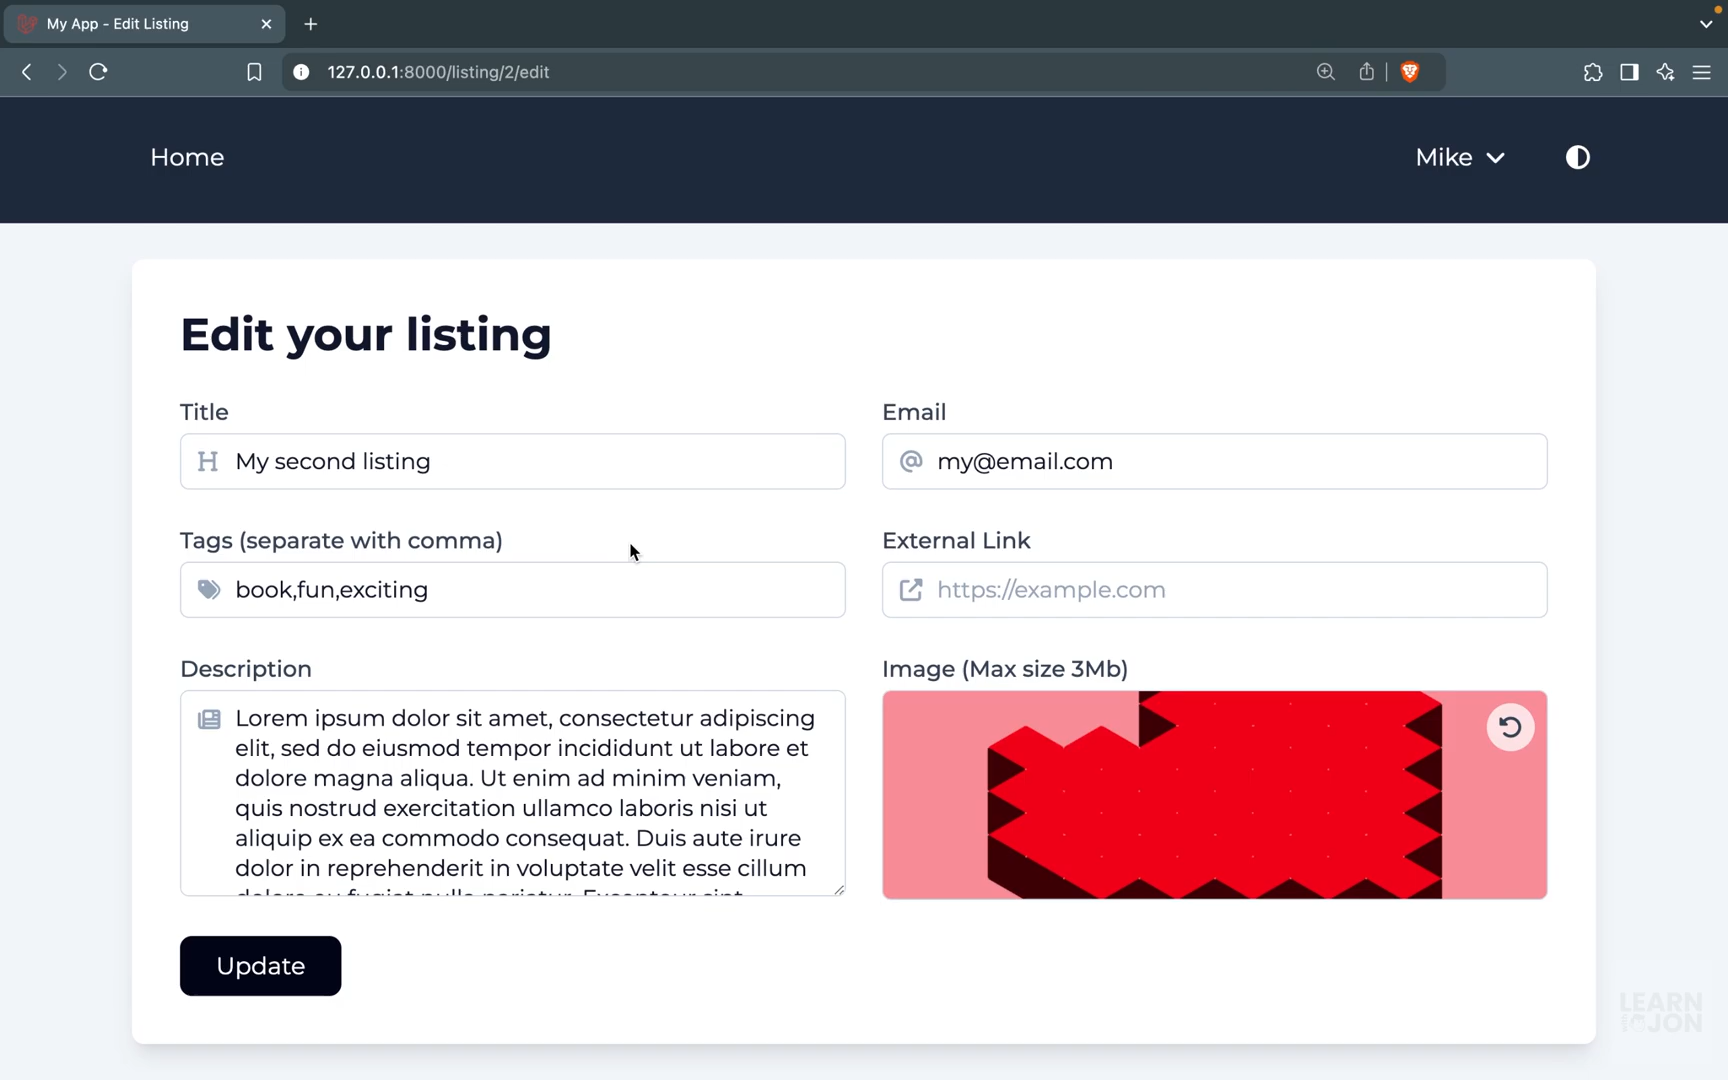 My App - Edit Listing
127.0.0.1:8000/listing/2/edit
Home
Mike
Edit your listing
Title
Email
My second listing
my@email.com
Tags (separate with comma)
External Link
book,fun,exciting
https://example.com
Description
Image (Max size 3Mb)
Lorem ipsum dolor sit amet, consectetur adipiscing
elit, sed do eiusmod tempor incididunt ut labore et
dolore magna aliqua. Ut enim ad minim veniam,
quis nostrud exercitation ullamco laboris nisi ut
aliquip ex ea commodo consequat. Duis aute irure
dolor in reprehenderit in voluptate velit esse cillum
Update
LEARN
JON